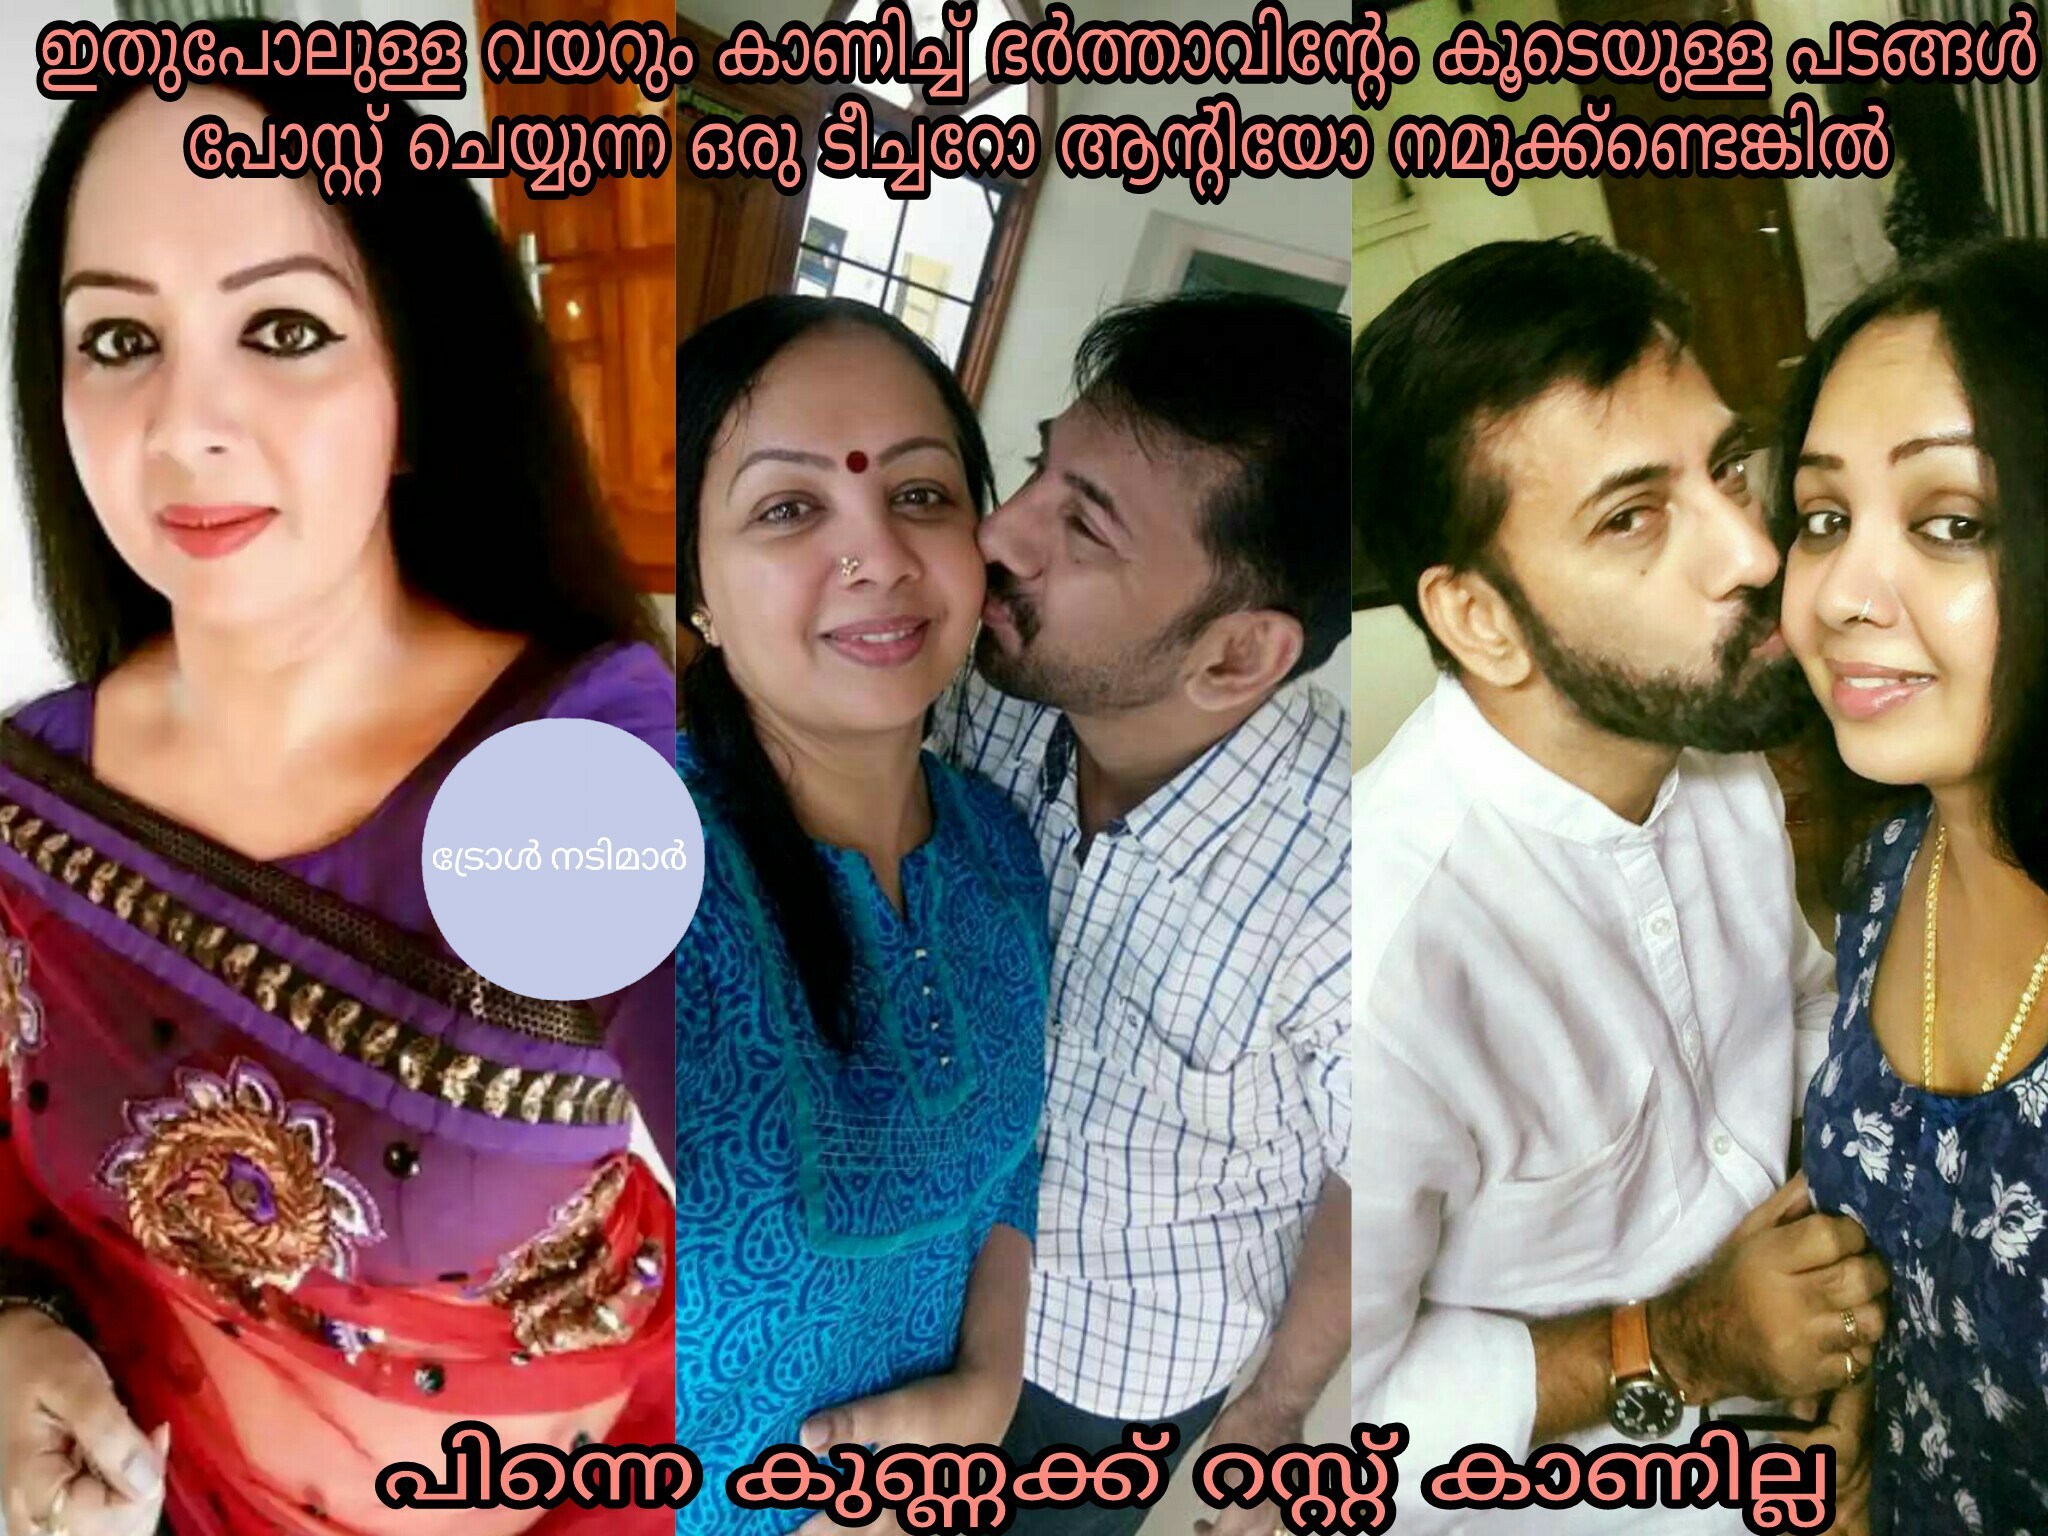 ഇതുപോലുള്ള വയറും കാണിച്ച് ഭർത്താവിന്റേം കൂടെയുള്ള പടങ്ങൾ
പോസ്റ്റ് ചെയ്യുന്ന ഒരു ടീച്ചറോ ആന്റിയോ നമുക്ക്ണ്ടെങ്കിൽ
ട്രോൾ നടിമാർ
പിന്നെ കുണ്ണക്ക് റസ്റ്റ് കാണില്ല